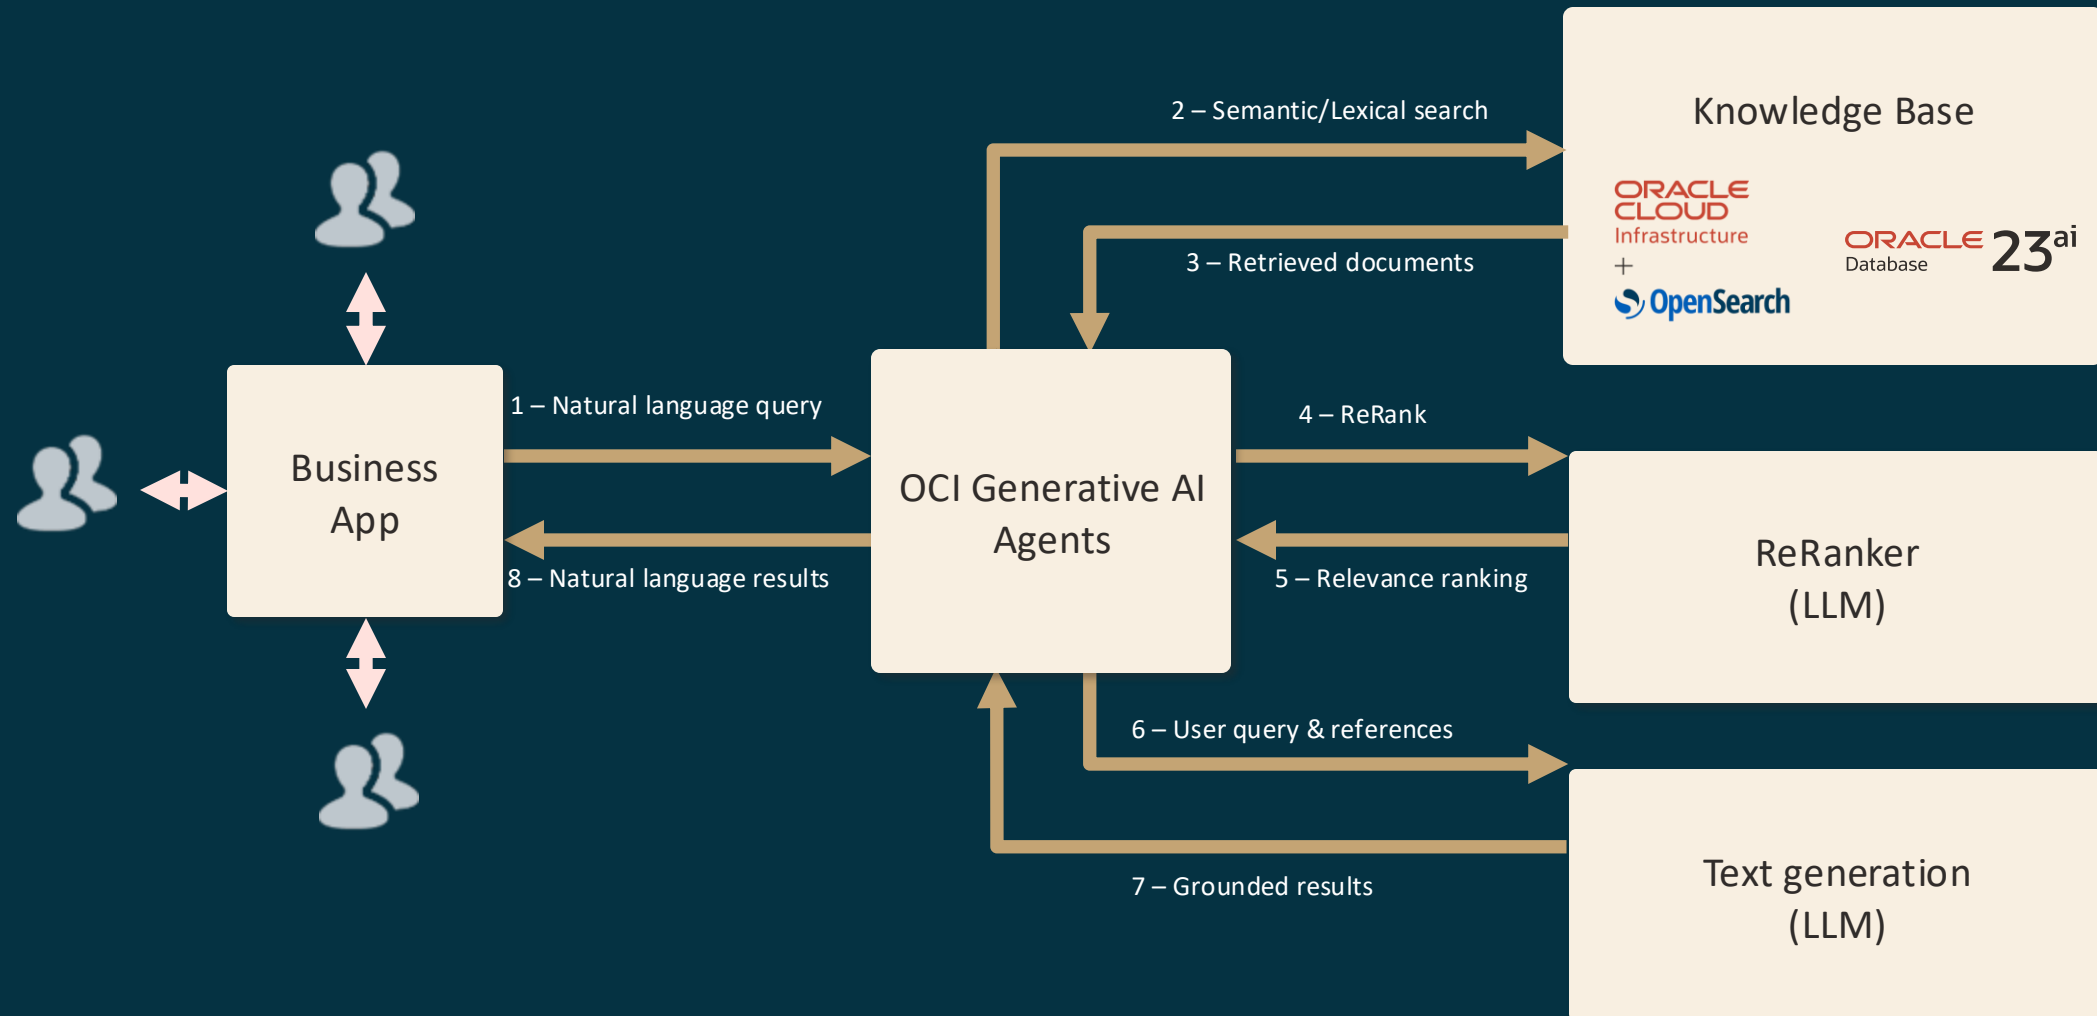 2 – Semantic/Lexical search
Knowledge Base
ORACLE
CLOUD
Infrastructure
+
OpenSearch
ORACLE
Database
23ai
3 – Retrieved documents
1 – Natural language query
4 – ReRank
Business
App
OCI Generative AI
Agents
8 – Natural language results
5 – Relevance ranking
ReRanker
(LLM)
6 – User query & references
7 – Grounded results
Text generation
(LLM)